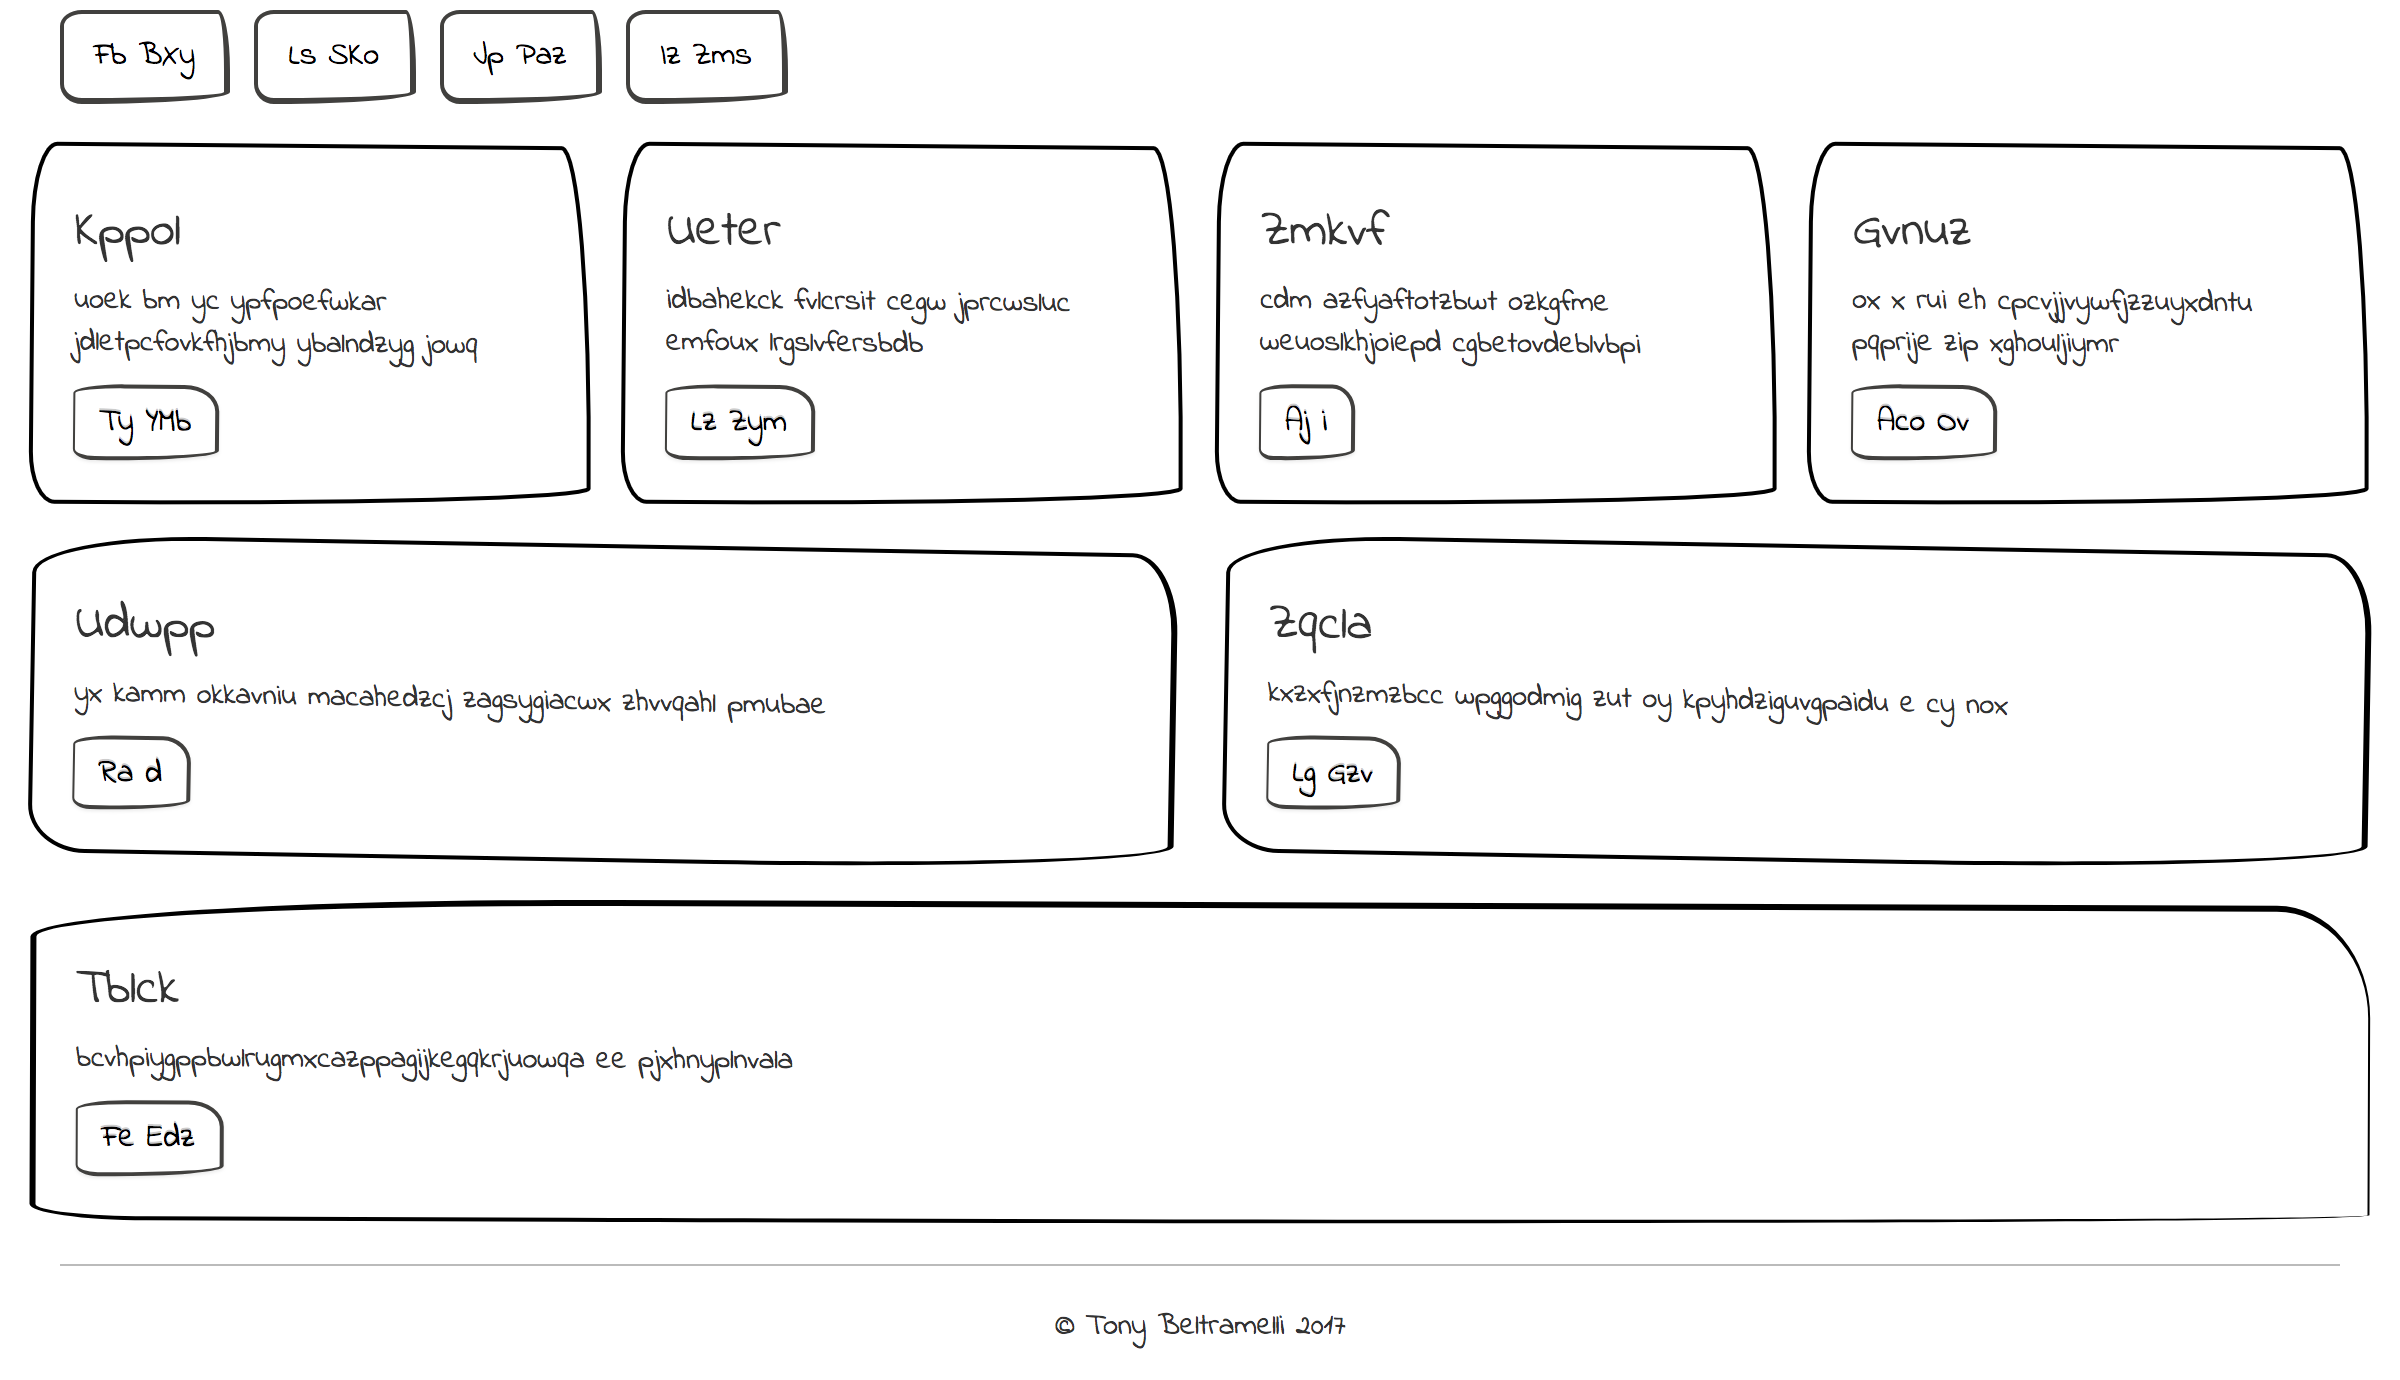 Fb Bxy
Ls SKo
Jp Paz
Iz Zms
Kppol
uoek bm yc ypfpoefwkar
jdletpcfovkfhjbmy ybalndzyg jowq
Ty YMb
Ueter
idbahekck fvlcrsit cegw jprcwsluc
emfoux lrgslvfersbdb
Lz Zym
Zmkvf
cdm azfyaftotzbwt ozkgfme
weuoslkhjoiepd cgbetovdeblvbpi
Aj i
Gvnuz
ox x rui eh cpcvjjvywfjzzuyxdntu
pqprije zip xghouljiymr
Aco Ov
Udwpp
yx kamm okkavniu macahedzcj zagsygiacwx zhvvqahl pmubae
Ra d
Zqcla
kxzxfjnzmzbcc wpggodmig zut oy kpyhdziguvgpaidu e cy nox
Lg Gzv
Tblck
bcvhpiygppbwlrugmxcazppagijkegqkrjuowqa ee pjxhnyplnvala
Fe Edz
© Tony Beltramelli 2017